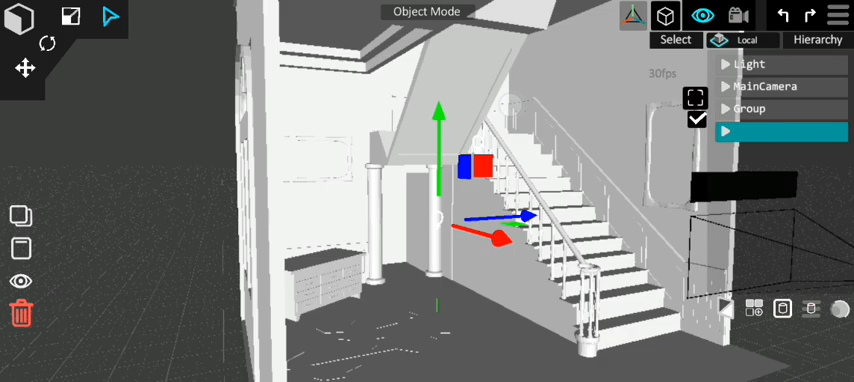 Object Mode
Select
Local
Hierarchy
30fps
Light
MainCamera
Group